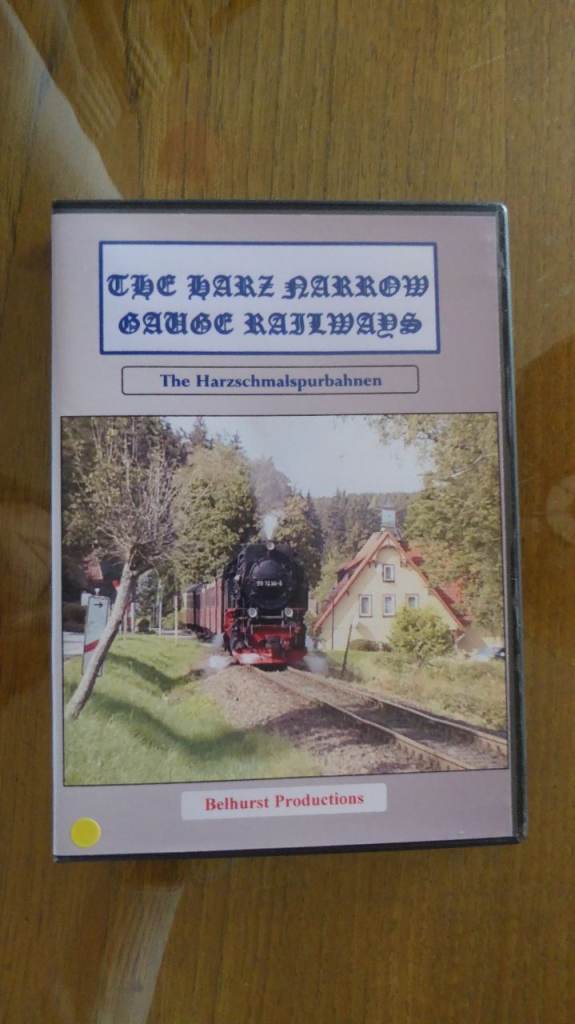 THE HARZ NARROW
GAUGE RAILWAYS
The Harzschmalspurbahnen
Belhurst Productions